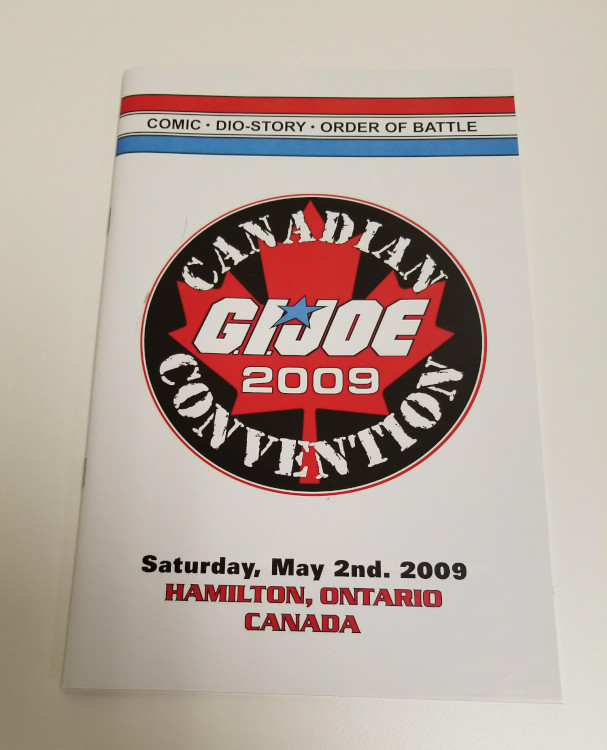 COMIC • DIO-STORY • ORDER OF BATTLE
CANADIAN
G.I. JOE
2009
CONVENTION
Saturday, May 2nd. 2009
HAMILTON, ONTARIO
CANADA